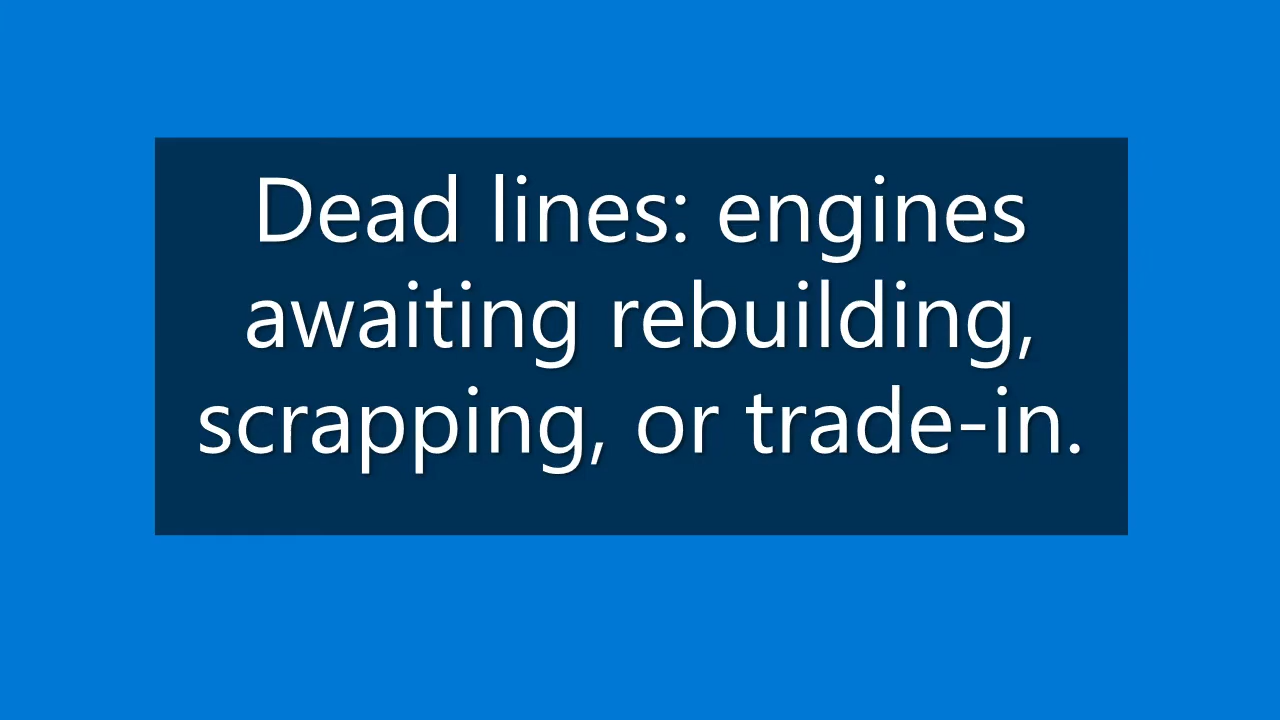 Dead lines: engines
awaiting rebuilding,
scrapping, or trade-in.